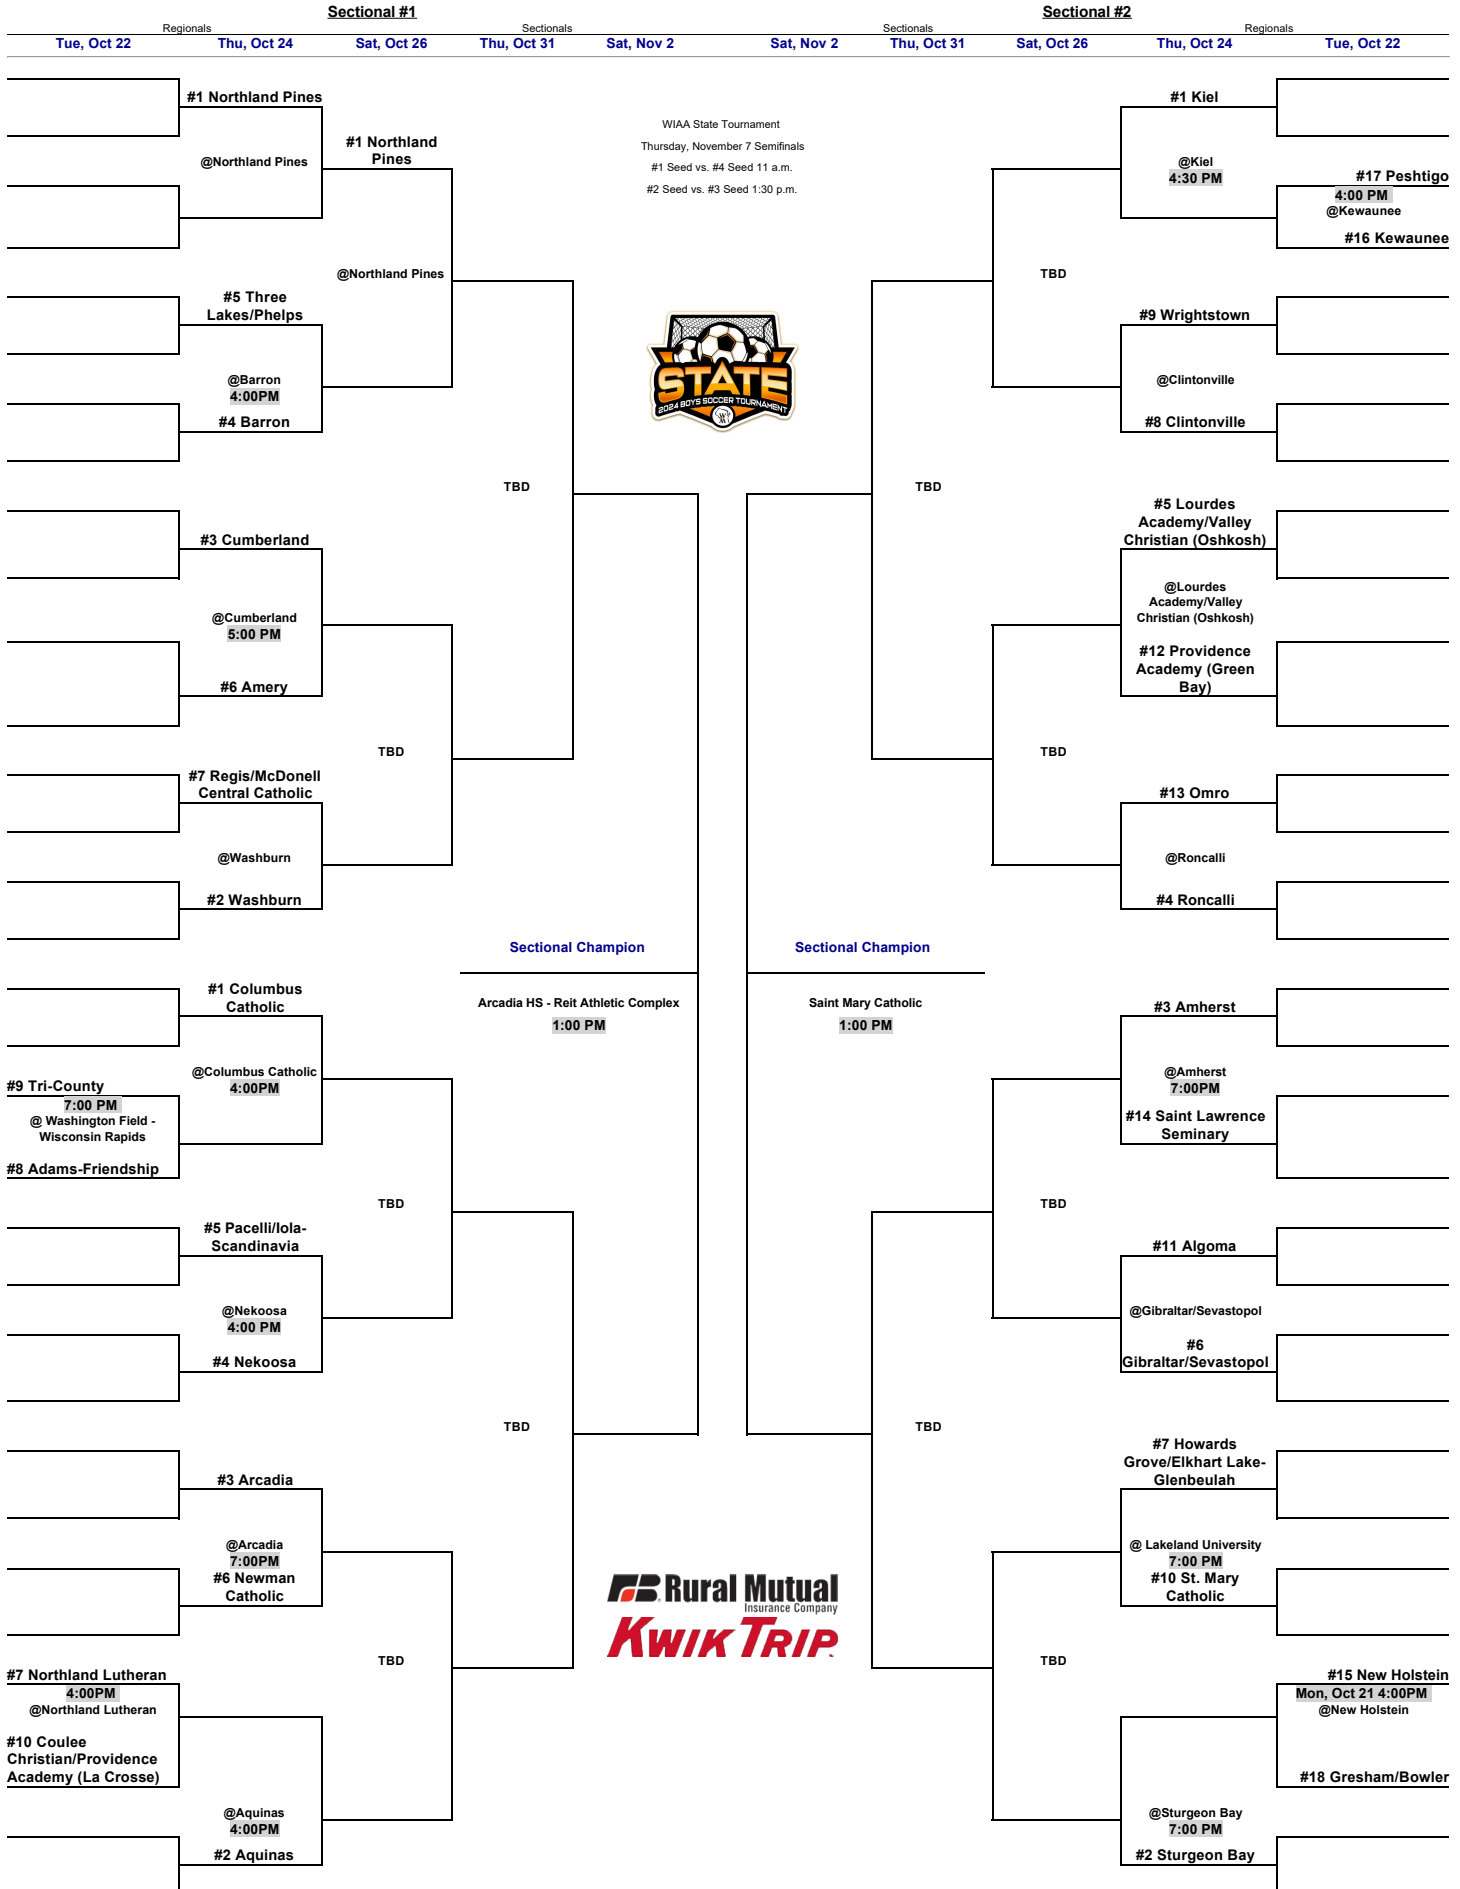 Sectional #1
Sectional #2
Regionals
Sectionals
Sectionals
Regionals
Tue, Oct 22
Thu, Oct 24
Sat, Oct 26
Thu, Oct 31
Sat, Nov 2
Sat, Nov 2
Thu, Oct 31
Sat, Oct 26
Thu, Oct 24
Tue, Oct 22
#1 Northland Pines
@Northland Pines
#1 Northland
Pines
@Northland Pines
#5 Three
Lakes/Phelps
@Barron
4:00PM
#4 Barron
TBD
#3 Cumberland
@Cumberland
5:00 PM
#6 Amery
TBD
#7 Regis/McDonell
Central Catholic
@Washburn
#2 Washburn
Sectional Champion
Arcadia HS - Reit Athletic Complex
1:00 PM
#1 Columbus
Catholic
@Columbus Catholic
4:00PM
#9 Tri-County
7:00 PM
@ Washington Field -
Wisconsin Rapids
#8 Adams-Friendship
TBD
#5 Pacelli/Iola-
Scandinavia
@Nekoosa
4:00 PM
#4 Nekoosa
TBD
#3 Arcadia
@Arcadia
7:00PM
#6 Newman
Catholic
TBD
#7 Northland Lutheran
4:00PM
@Northland Lutheran
#10 Coulee
Christian/Providence
Academy (La Crosse)
@Aquinas
4:00PM
#2 Aquinas
WIAA State Tournament
Thursday, November 7 Semifinals
#1 Seed vs. #4 Seed 11 a.m.
#2 Seed vs. #3 Seed 1:30 p.m.
STATE
2024 BOYS SOCCER TOURNAMENT
Rural Mutual
Insurance Company
KWIK TRIP
#1 Kiel
@Kiel
4:30 PM
#17 Peshtigo
4:00 PM
@Kewaunee
#16 Kewaunee
TBD
#9 Wrightstown
@Clintonville
#8 Clintonville
TBD
#5 Lourdes
Academy/Valley
Christian (Oshkosh)
@Lourdes
Academy/Valley
Christian (Oshkosh)
#12 Providence
Academy (Green
Bay)
TBD
#13 Omro
@Roncalli
#4 Roncalli
Sectional Champion
Saint Mary Catholic
1:00 PM
#3 Amherst
@Amherst
7:00PM
#14 Saint Lawrence
Seminary
TBD
#11 Algoma
@Gibraltar/Sevastopol
#6
Gibraltar/Sevastopol
TBD
#7 Howards
Grove/Elkhart Lake-
Glenbeulah
@ Lakeland University
7:00 PM
#10 St. Mary
Catholic
TBD
#15 New Holstein
Mon, Oct 21 4:00PM
@New Holstein
#18 Gresham/Bowler
@Sturgeon Bay
7:00 PM
#2 Sturgeon Bay